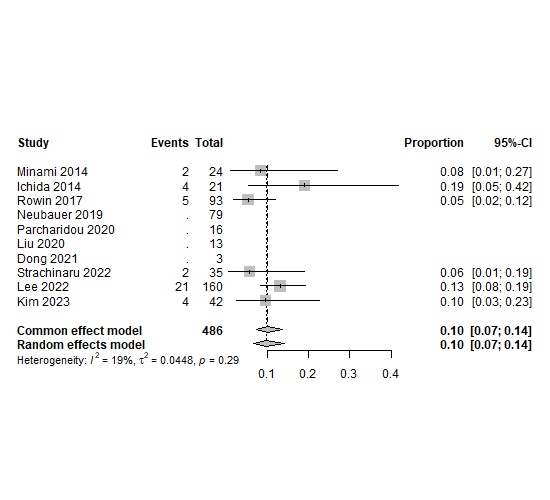 Study Events Total Proportion 95%-CI
Minami 2014 2 24 0.08 [0.01; 0.27]
Ichida 2014 4 21 0.19 [0.05; 0.42]
Rowin 2017 5 93 0.05 [0.02; 0.12]
Neubauer 2019 . 79
Parcharidou 2020 . 16
Liu 2020 . 13
Dong 2021 . 3
Strachinaru 2022 2 35 0.06 [0.01; 0.19]
Lee 2022 21 160 0.13 [0.08; 0.19]
Kim 2023 4 42 0.10 [0.03; 0.23]
Common effect model 486 0.10 [0.07; 0.14]
Random effects model 0.10 [0.07; 0.14]
Heterogeneity: I² = 19%, τ² = 0.0448, p = 0.29
0.1 0.2 0.3 0.4